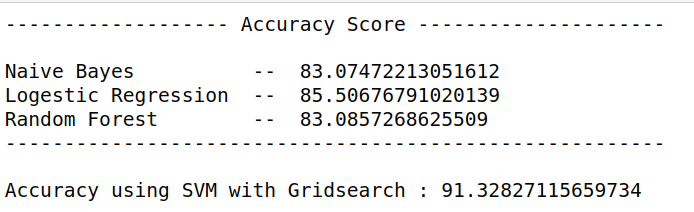 ------------------- Accuracy Score ---------------------
Naive Bayes          --  83.07472213051612
Logestic Regression  --  85.50676791020139
Random Forest        --  83.0857268625509
--------------------------------------------------------
Accuracy using SVM with Gridsearch : 91.32827115659734